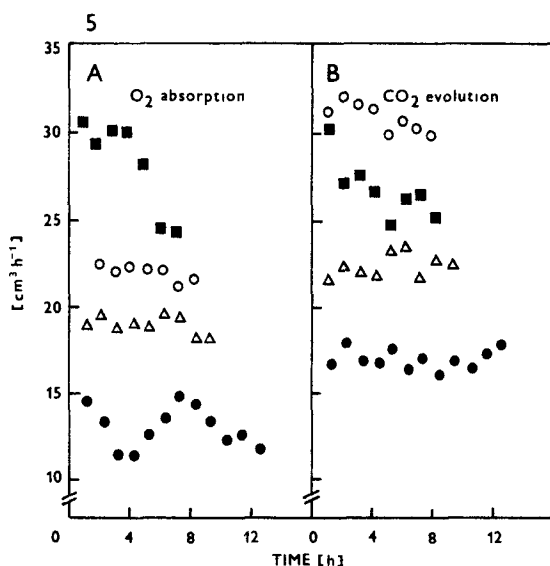 5
35
A
B
O₂ absorption
CO₂ evolution
30
25
[cm³ h⁻¹]
20
15
10
0 4 8 12 0 4 8 12
TIME [h]